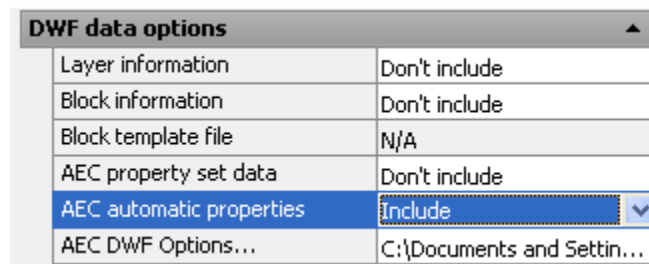 DWF data options
Layer information Don't include
Block information Don't include
Block template file N/A
AEC property set data Don't include
AEC automatic properties Include
AEC DWF Options... C:\Documents and Settin...